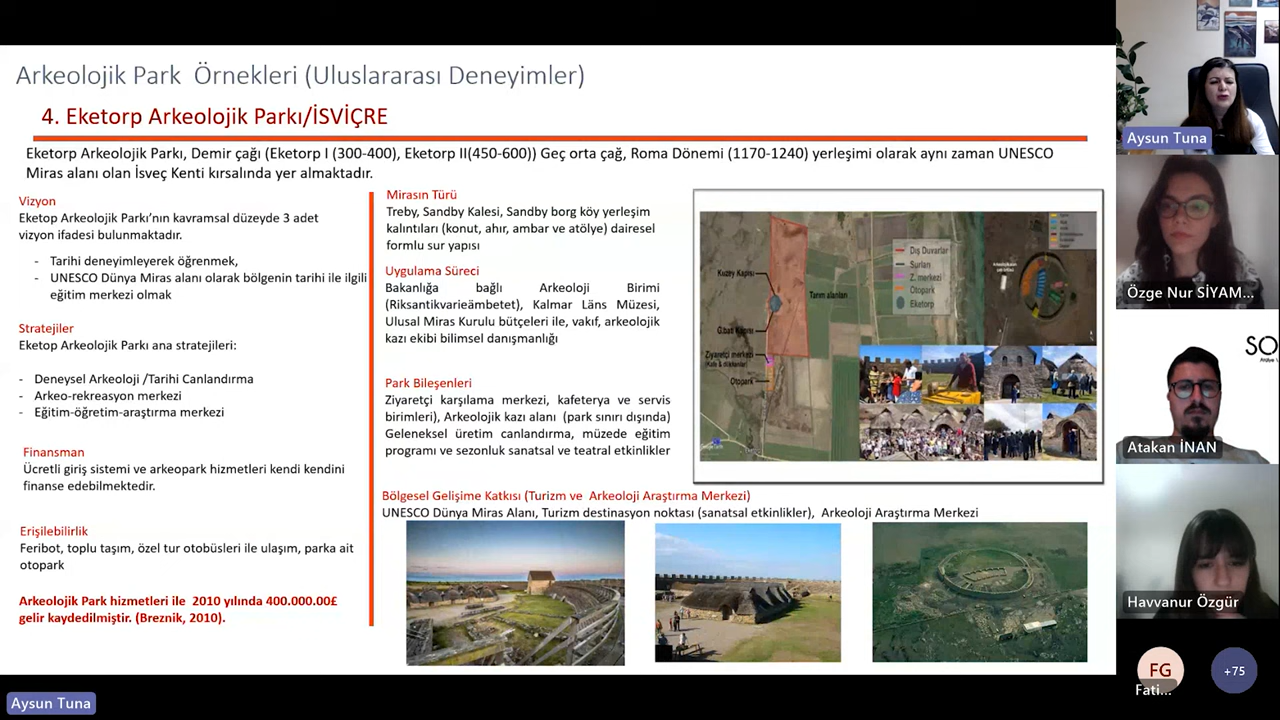 Arkeolojik Park Örnekleri (Uluslararası Deneyimler)
4. Eketorp Arkeolojik Parkı/İSVİÇRE
Eketorp Arkeolojik Parkı, Demir çağı (Eketorp I (300-400), Eketorp II(450-600)) Geç orta çağ, Roma Dönemi (1170-1240) yerleşimi olarak aynı zaman UNESCO
Miras alanı olan İsveç Kenti kırsalında yer almaktadır.
Vizyon
Eketop Arkeolojik Parkı’nın kavramsal düzeyde 3 adet
vizyon ifadesi bulunmaktadır.
- Tarihi deneyimleyerek öğrenmek,
- UNESCO Dünya Miras alanı olarak bölgenin tarihi ile ilgili
eğitim merkezi olmak
Stratejiler
Eketop Arkeolojik Parkı ana stratejileri:
- Deneysel Arkeoloji /Tarihi Canlandırma
- Arkeo-rekreasyon merkezi
- Eğitim-öğretim-araştırma merkezi
Finansman
Ücretli giriş sistemi ve arkeopark hizmetleri kendi kendini
finanse edebilmektedir.
Erişilebilirlik
Feribot, toplu taşım, özel tur otobüsleri ile ulaşım, parka ait
otopark
Arkeolojik Park hizmetleri ile 2010 yılında 400.000.00£
gelir kaydedilmiştir. (Breznik, 2010).
Mirasın Türü
Treby, Sandby Kalesi, Sandby borg köy yerleşim
kalıntıları (konut, ahır, ambar ve atölye) dairesel
formlu sur yapısı
Uygulama Süreci
Bakanlığa bağlı Arkeoloji Birimi
(Riksantikvarieämbetet), Kalmar Läns Müzesi,
Ulusal Miras Kurulu bütçeleri ile, vakıf, arkeolojik
kazı ekibi bilimsel danışmanlığı
Park Bileşenleri
Ziyaretçi karşılama merkezi, kafeterya ve servis
birimleri), Arkeolojik kazı alanı (park sınırı dışında)
Geleneksel üretim canlandırma, müzede eğitim
programı ve sezonluk sanatsal ve teatral etkinlikler
Kuzey Kapısı
Tarım alanları
G.batı Kapısı
Ziyaretçi merkezi
Otopark
Dış Duvarlar
Surlan
Z. merkezi
Otopark
Eketorp
Bölgesel Gelişime Katkısı (Turizm ve Arkeoloji Araştırma Merkezi)
UNESCO Dünya Miras Alanı, Turizm destinasyon noktası (sanatsal etkinlikler), Arkeoloji Araştırma Merkezi
Aysun Tuna
Aysun Tuna
Özge Nur SİYAM...
SO
Atakan İNAN
Havvanur Özgür
FG
Fati...
+75